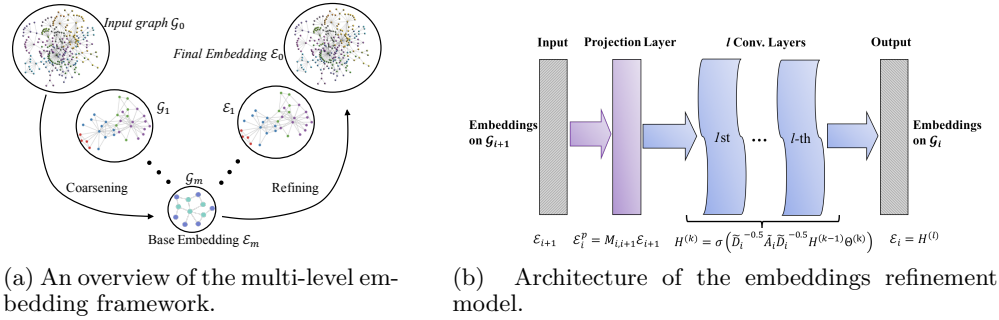 Input graph 𝒢₀
Final Embedding ℰ₀
𝒢₁
ℰ₁
Coarsening
𝒢ₘ
Refining
Base Embedding ℰₘ
(a) An overview of the multi-level em-
bedding framework.
Input
Projection Layer
l Conv. Layers
Output
Embeddings
on 𝒢ᵢ₊₁
l st
...
l-th
Embeddings
on 𝒢ᵢ
ℰᵢ₊₁
ℰᵢᵖ = Mᵢ,ᵢ₊₁ℰᵢ₊₁
H⁽ᵏ⁾ = σ(D̃ᵢ⁻⁰·⁵ÃᵢD̃ᵢ⁻⁰·⁵H⁽ᵏ⁻¹⁾Θ⁽ᵏ⁾)
ℰᵢ = H⁽ˡ⁾
(b) Architecture of the embeddings refinement
model.